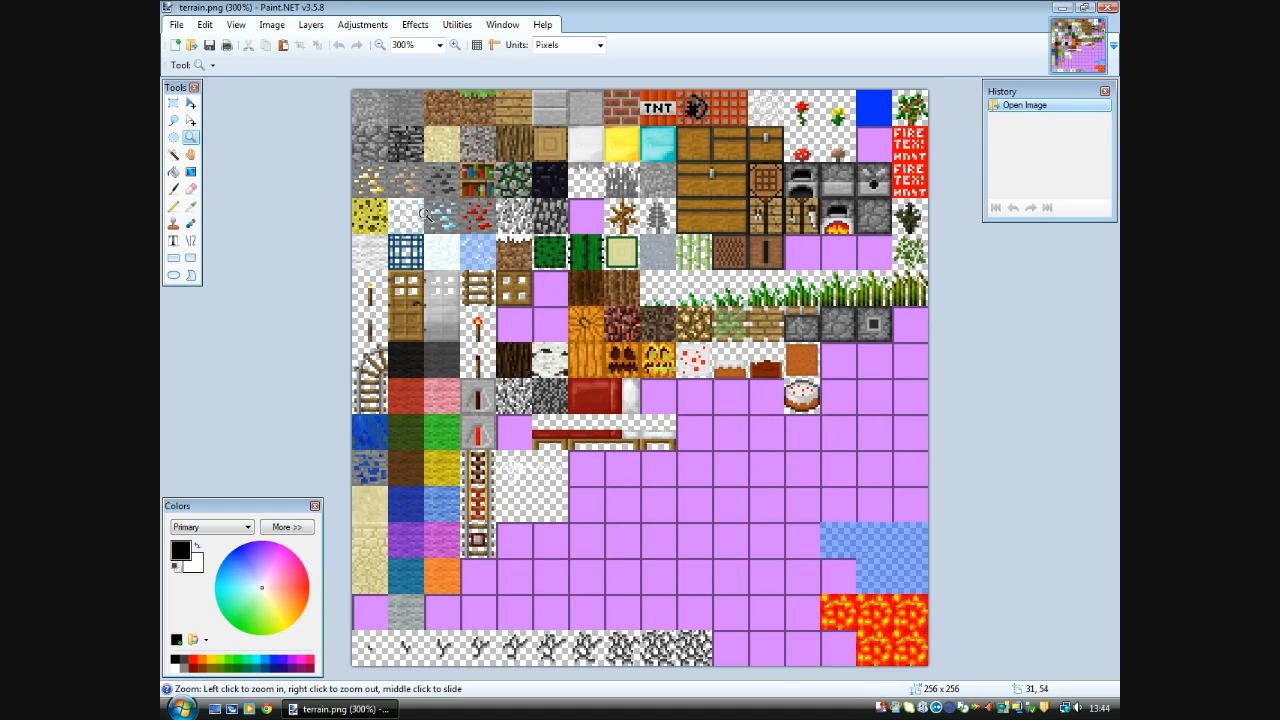 terrain.png (300%) - Paint.NET v3.5.8
File Edit View Image Layers Adjustments Effects Utilities Window Help
300% Units: Pixels
Tool:
Tools
History
Open Image
TNT
FIRE
TEX!
FIRE
TEX!
Colors
Primary More >>
Zoom: Left click to zoom in, right click to zoom out, middle click to slide 256 x 256 31, 54
terrain.png (300%) -... 13:44